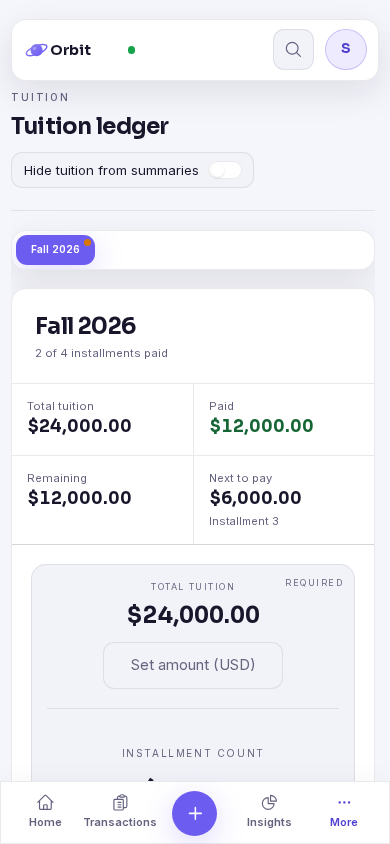 Orbit
S
TUITION
Tuition ledger
Hide tuition from summaries
Fall 2026
Fall 2026
2 of 4 installments paid
Total tuition
$24,000.00
Paid
$12,000.00
Remaining
$12,000.00
Next to pay
$6,000.00
Installment 3
REQUIRED
TOTAL TUITION
$24,000.00
Set amount (USD)
INSTALLMENT COUNT
Home
Transactions
Insights
More